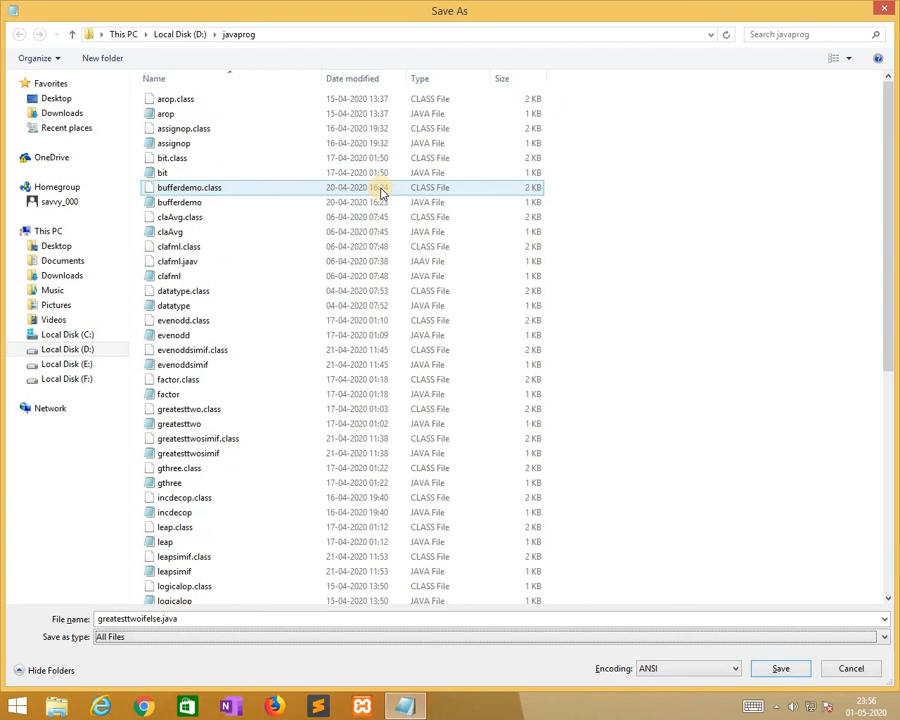 Save As
This PC Local Disk (D:) javaprog Search javaprog
Organize New folder
Name Date modified Type Size
Favorites
Desktop
Downloads
Recent places
OneDrive
Homegroup
savvy_000
This PC
Desktop
Documents
Downloads
Music
Pictures
Videos
Local Disk (C:)
Local Disk (D:)
Local Disk (E:)
Local Disk (F:)
Network
arop.class 15-04-2020 13:37 CLASS File 2 KB
arop 15-04-2020 13:37 JAVA File 1 KB
assignop.class 16-04-2020 19:32 CLASS File 2 KB
assignop 16-04-2020 19:32 JAVA File 1 KB
bit.class 17-04-2020 01:50 CLASS File 2 KB
bit 17-04-2020 01:50 JAVA File 1 KB
bufferdemo.class 20-04-2020 CLASS File 2 KB
bufferdemo 20-04-2020 16:23 JAVA File 1 KB
claAvg.class 06-04-2020 07:45 CLASS File 1 KB
claAvg 06-04-2020 07:45 JAVA File 1 KB
clafml.class 06-04-2020 07:48 CLASS File 1 KB
clafml.jaav 06-04-2020 07:38 JAAV File 1 KB
clafml 06-04-2020 07:48 JAVA File 1 KB
datatype.class 04-04-2020 07:53 CLASS File 2 KB
datatype 04-04-2020 07:52 JAVA File 1 KB
evenodd.class 17-04-2020 01:10 CLASS File 2 KB
evenodd 17-04-2020 01:09 JAVA File 1 KB
evenoddsimif.class 21-04-2020 11:45 CLASS File 2 KB
evenoddsimif 21-04-2020 11:45 JAVA File 1 KB
factor.class 17-04-2020 01:18 CLASS File 2 KB
factor 17-04-2020 01:18 JAVA File 1 KB
greatesttwo.class 17-04-2020 01:03 CLASS File 2 KB
greatesttwo 17-04-2020 01:02 JAVA File 1 KB
greatesttwosimif.class 21-04-2020 11:38 CLASS File 2 KB
greatesttwosimif 21-04-2020 11:38 JAVA File 1 KB
gthree.class 17-04-2020 01:22 CLASS File 2 KB
gthree 17-04-2020 01:22 JAVA File 1 KB
incdecop.class 16-04-2020 19:40 CLASS File 2 KB
incdecop 16-04-2020 19:40 JAVA File 1 KB
leap.class 17-04-2020 01:12 CLASS File 2 KB
leap 17-04-2020 01:12 JAVA File 1 KB
leapsimif.class 21-04-2020 11:53 CLASS File 2 KB
leapsimif 21-04-2020 11:53 JAVA File 1 KB
logicalop.class 15-04-2020 13:50 CLASS File 2 KB
logicalop 15-04-2020 13:50 JAVA File 1 KB
File name: greatesttwoifelse.java
Save as type: All Files
Hide Folders Encoding: ANSI Save Cancel
23:56
01-05-2020